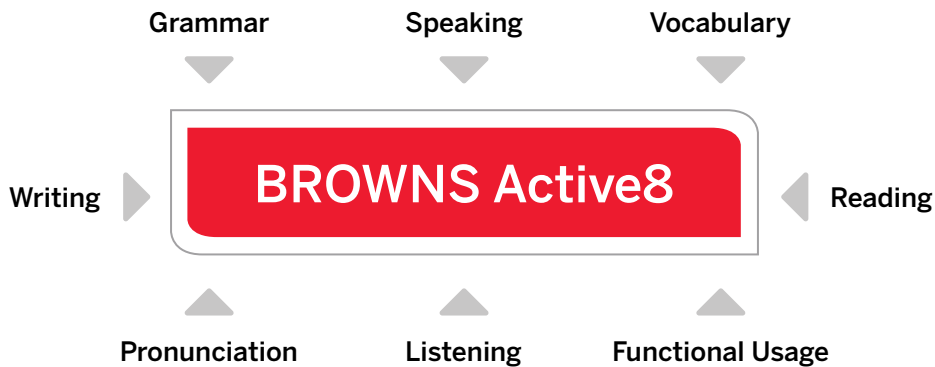 Grammar
Speaking
Vocabulary
Writing
BROWNS Active8
Reading
Pronunciation
Listening
Functional Usage